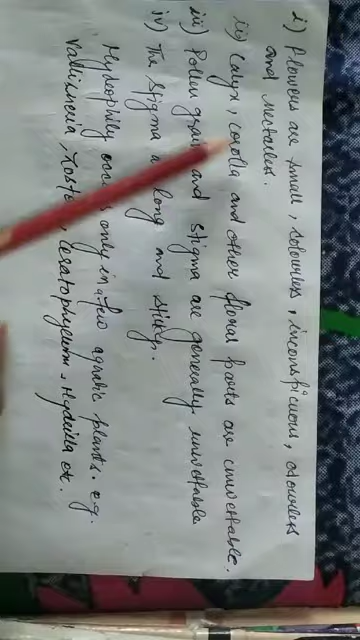 i) Flowers are small, colourless, inconspicuous, odourless
and nectarless.
ii) Calyx, corolla and other floral parts are unwettable.
iii) Pollen grains and stigma are generally unwettable
iv) The stigma is long and sticky.
Hydrophily occurs only in a few aquatic plants. e.g.
Vallisneria, Zostera, Ceratophyllum, Hydrilla etc.